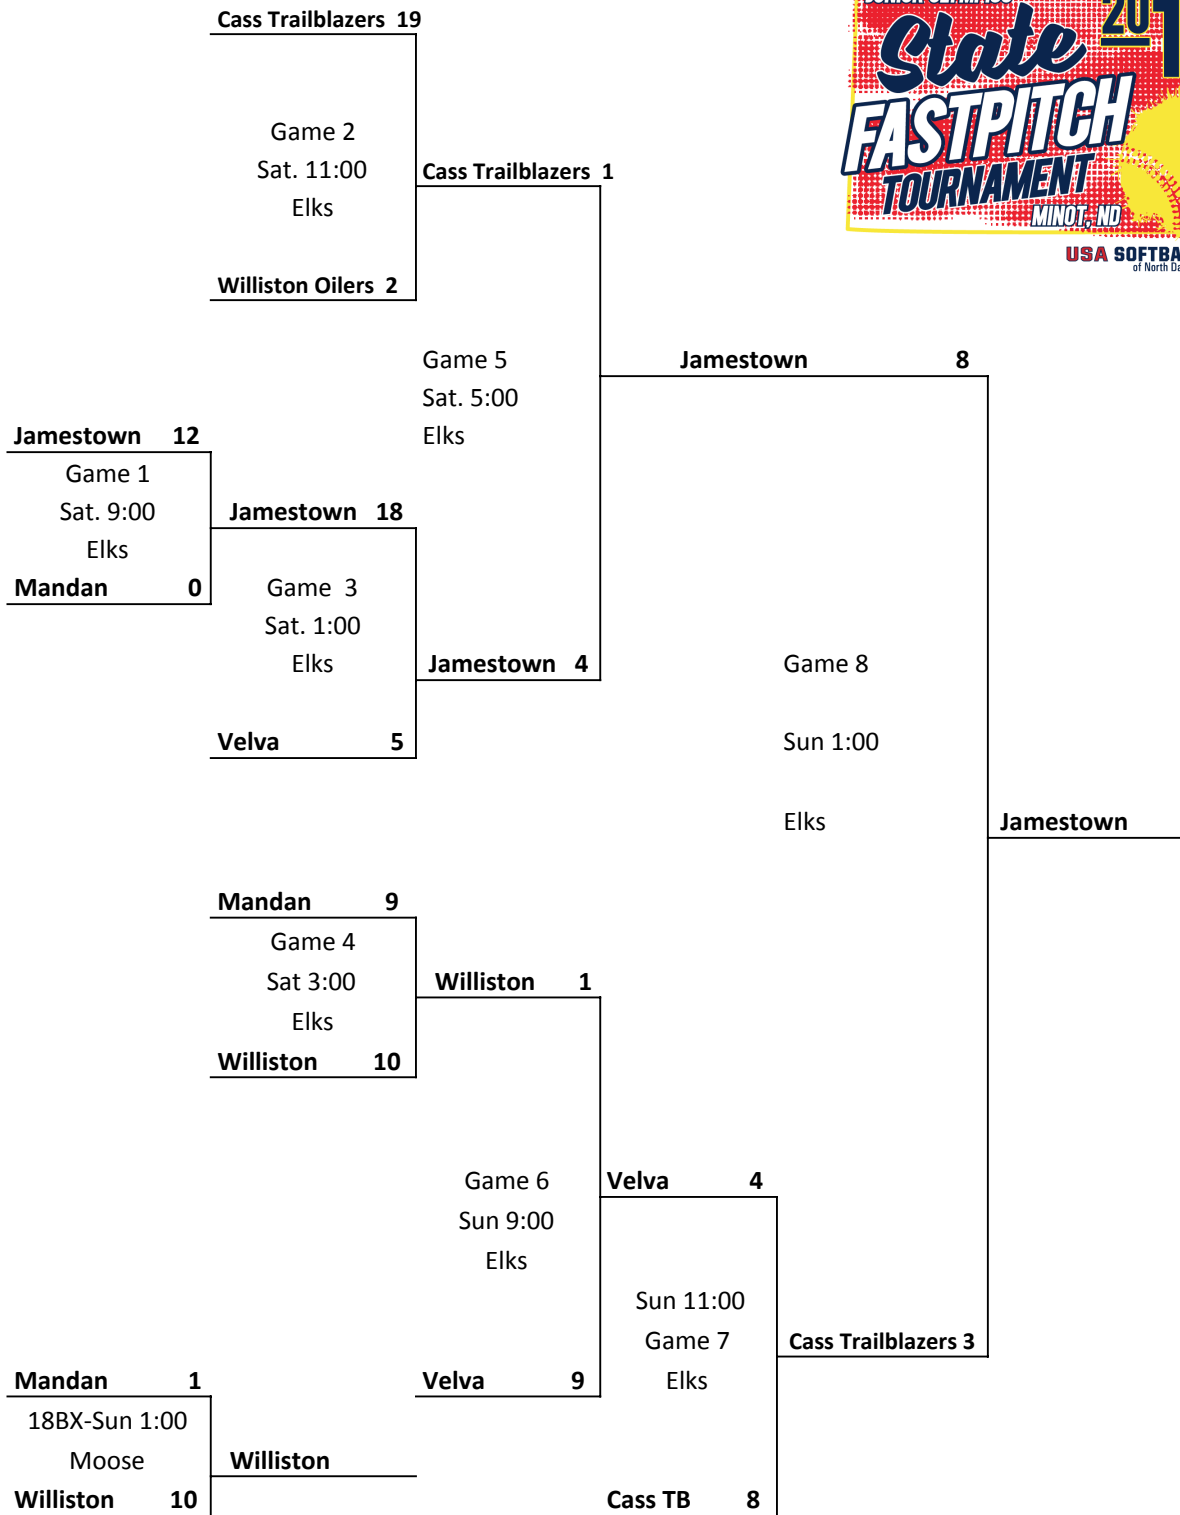 Cass Trailblazers 19
20
State
FASTPITCH
TOURNAMENT
MINOT, ND
USA SOFTBA
of North Da
Game 2
Sat. 11:00
Elks
Cass Trailblazers 1
Williston Oilers 2
Game 5
Sat. 5:00
Elks
Jamestown 8
Jamestown 12
Game 1
Sat. 9:00
Elks
Mandan 0
Jamestown 18
Game 3
Sat. 1:00
Elks
Velva 5
Jamestown 4
Game 8
Sun 1:00
Elks
Jamestown
Mandan 9
Game 4
Sat 3:00
Elks
Williston 10
Williston 1
Game 6
Sun 9:00
Elks
Velva 9
Velva 4
Sun 11:00
Game 7
Elks
Cass TB 8
Cass Trailblazers 3
Mandan 1
18BX-Sun 1:00
Moose
Williston 10
Williston